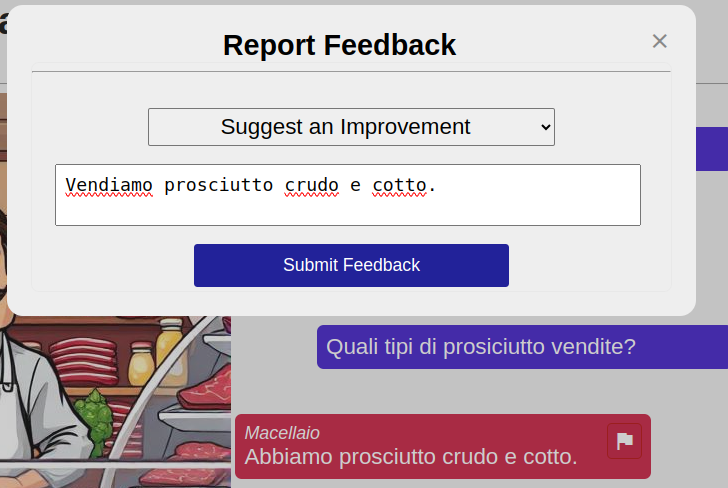 Report Feedback
×
Suggest an Improvement
Vendiamo prosciutto crudo e cotto.
Submit Feedback
Quali tipi di prosiciutto vendite?
Macellaio
Abbiamo prosciutto crudo e cotto.